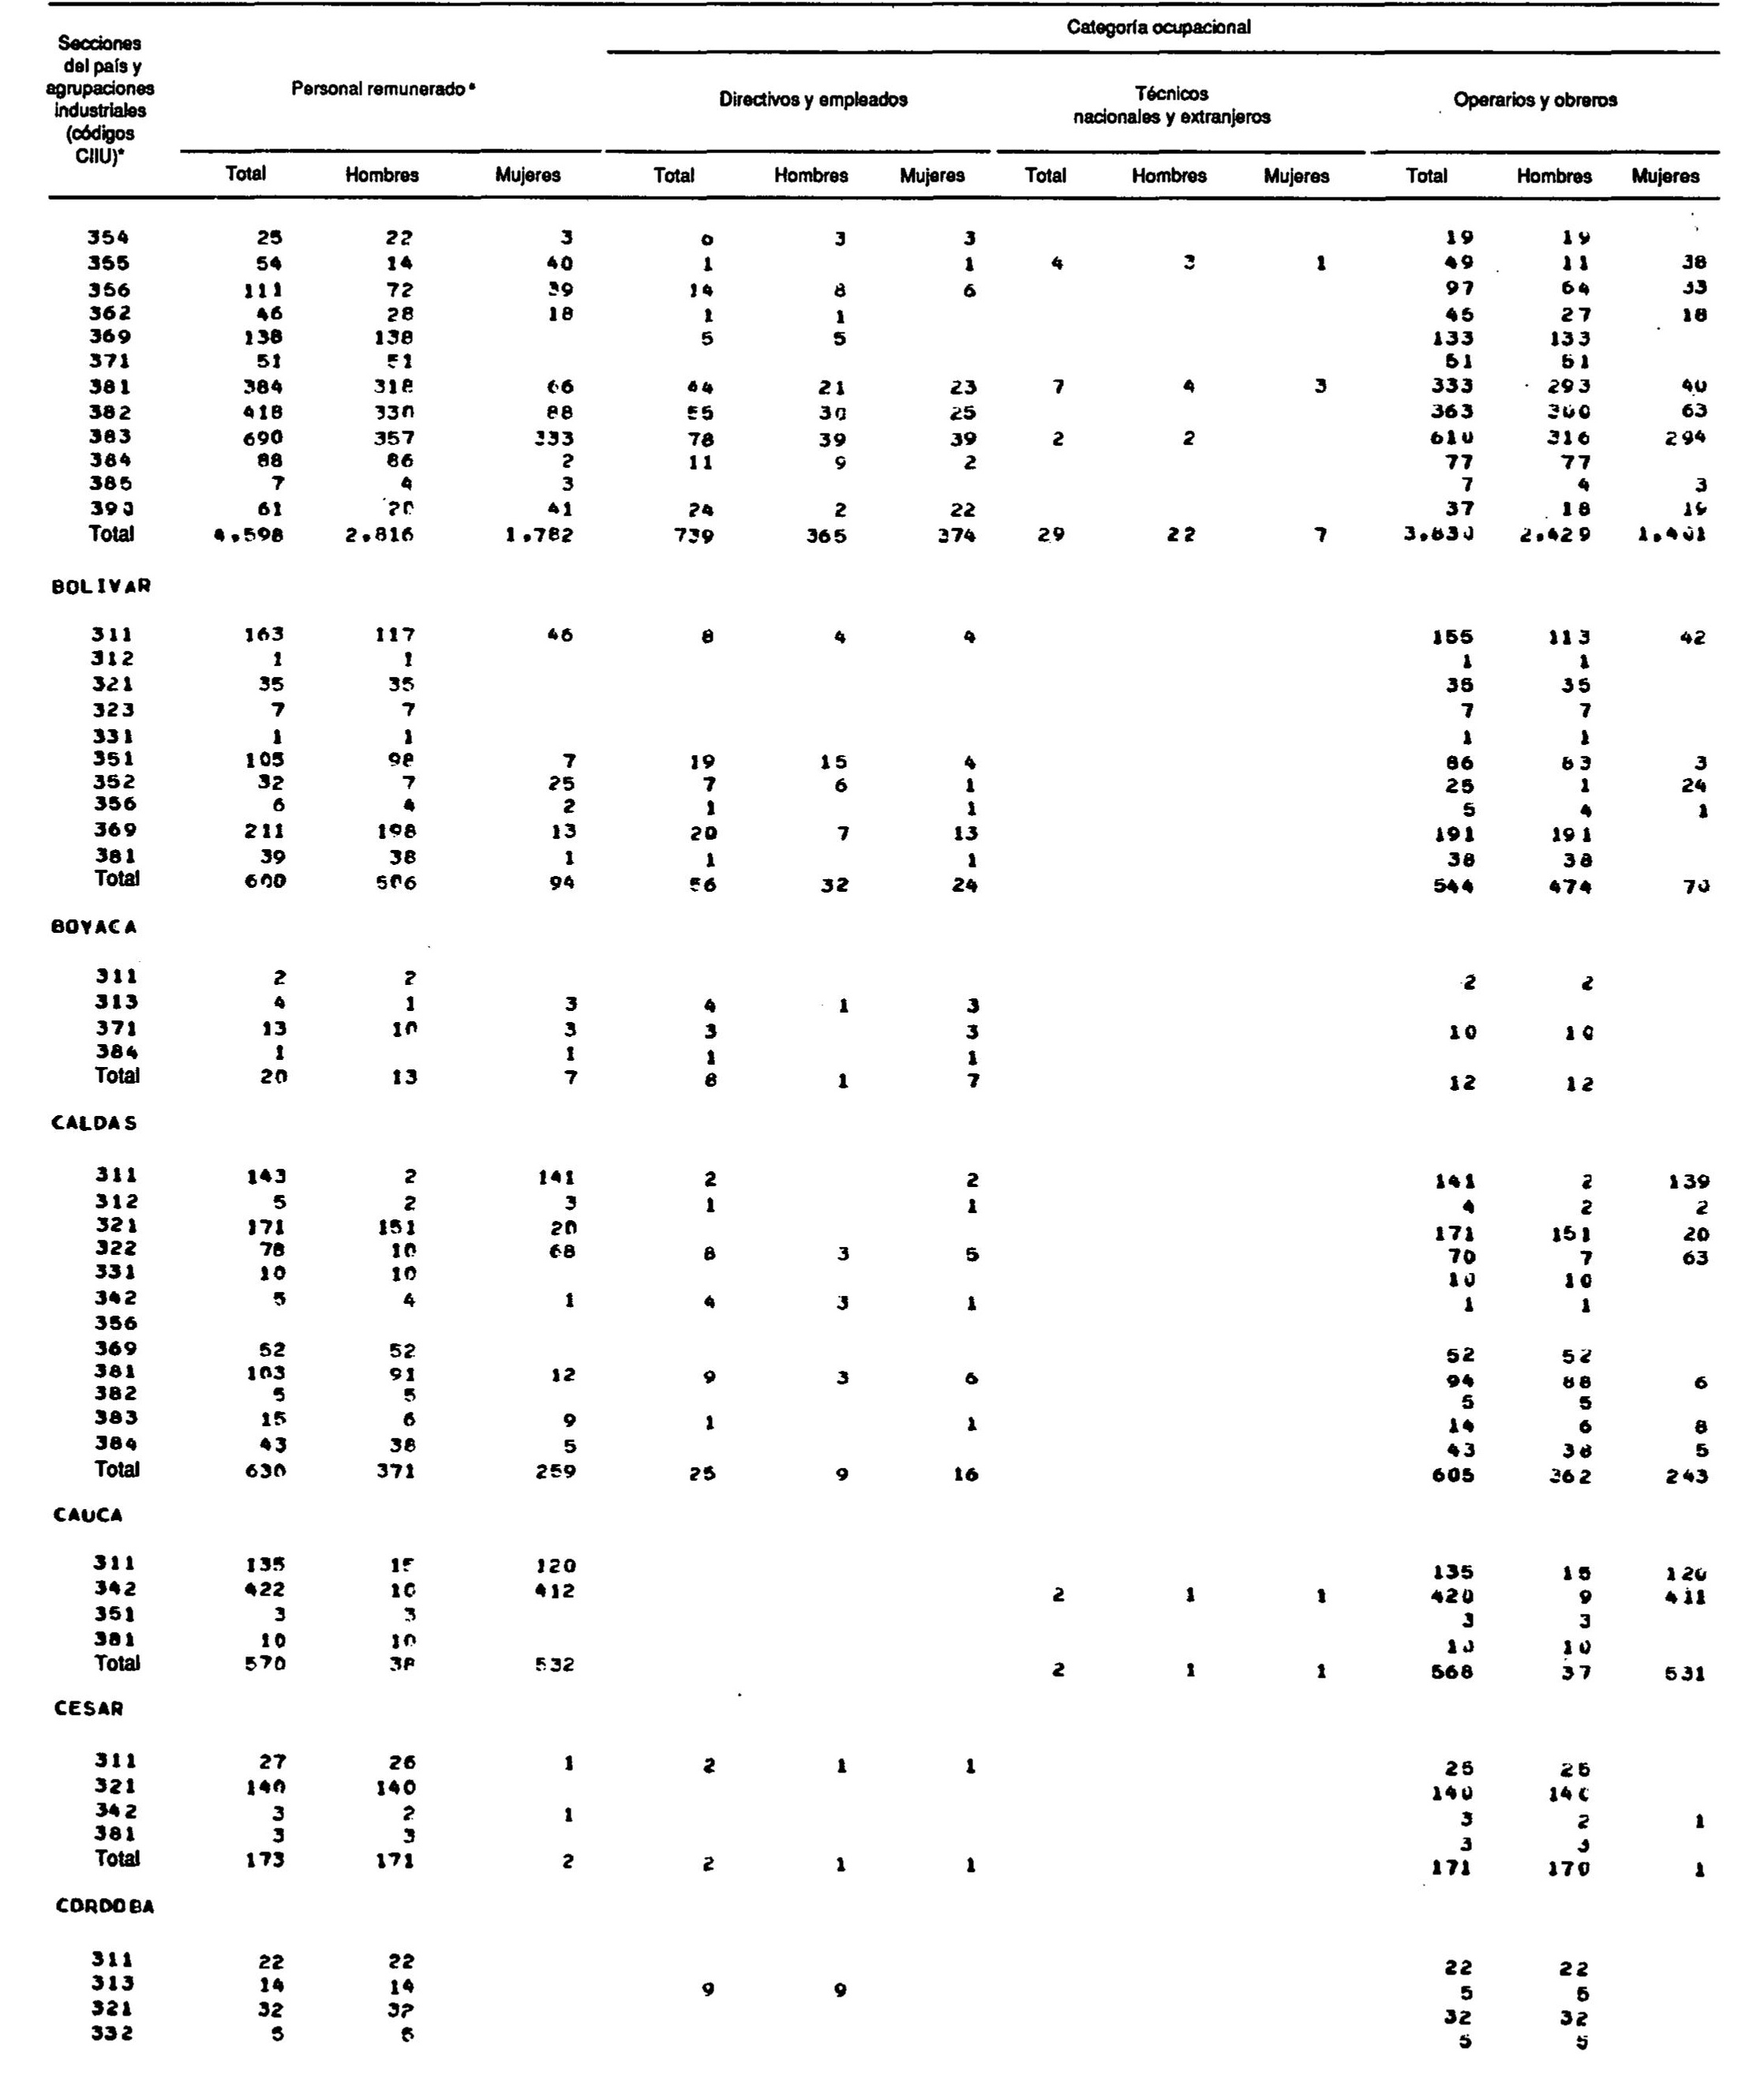 Categoría ocupacional
Secciones
del país y
agrupaciones
industriales
(códigos
CIIU)*
Personal remunerado ª
Directivos y empleados
Técnicos
nacionales y extranjeros
Operarios y obreros
Total Hombres Mujeres Total Hombres Mujeres Total Hombres Mujeres Total Hombres Mujeres
354 25 22 3 6 3 3 19 19
355 54 14 40 1 1 4 3 1 49 11 38
356 111 72 39 14 8 6 97 64 33
362 46 28 18 1 1 45 27 18
369 138 138 5 5 133 133
371 51 51 51 51
381 384 318 66 44 21 23 7 4 3 333 293 40
382 418 330 88 55 30 25 363 300 63
383 690 357 333 78 39 39 2 2 610 316 294
384 88 86 2 11 9 2 77 77
385 7 4 3 7 4 3
390 61 20 41 24 2 22 37 18 19
Total 4,598 2,816 1,782 739 365 374 29 22 7 3,830 2,429 1,401
BOLIVAR
311 163 117 46 8 4 4 155 113 42
312 1 1 1 1
321 35 35 35 35
323 7 7 7 7
331 1 1 1 1
351 105 98 7 19 15 4 86 83 3
352 32 7 25 7 6 1 25 1 24
356 6 4 2 1 1 5 4 1
369 211 198 13 20 7 13 191 191
381 39 38 1 1 1 38 38
Total 600 506 94 56 32 24 544 474 70
BOYACA
311 2 2 2 2
313 4 1 3 4 1 3
371 13 10 3 3 3 10 10
384 1 1 1 1
Total 20 13 7 8 1 7 12 12
CALDAS
311 143 2 141 2 2 141 2 139
312 5 2 3 1 1 4 2 2
321 171 151 20 171 151 20
322 78 10 68 8 3 5 70 7 63
331 10 10 10 10
342 5 4 1 4 3 1 1 1
356
369 52 52 52 52
381 103 91 12 9 3 6 94 88 6
382 5 5 5 5
383 15 6 9 1 1 14 6 8
384 43 38 5 43 38 5
Total 630 371 259 25 9 16 605 362 243
CAUCA
311 135 15 120 135 15 120
342 422 10 412 2 1 1 420 9 411
351 3 3 3 3
381 10 10 10 10
Total 570 38 532 2 1 1 568 37 531
CESAR
311 27 26 1 2 1 1 25 25
321 140 140 140 140
342 3 2 1 3 2 1
381 3 3 3 3
Total 173 171 2 2 1 1 171 170 1
CORDOBA
311 22 22 22 22
313 14 14 9 9 5 5
321 32 32 32 32
332 5 5 5 5